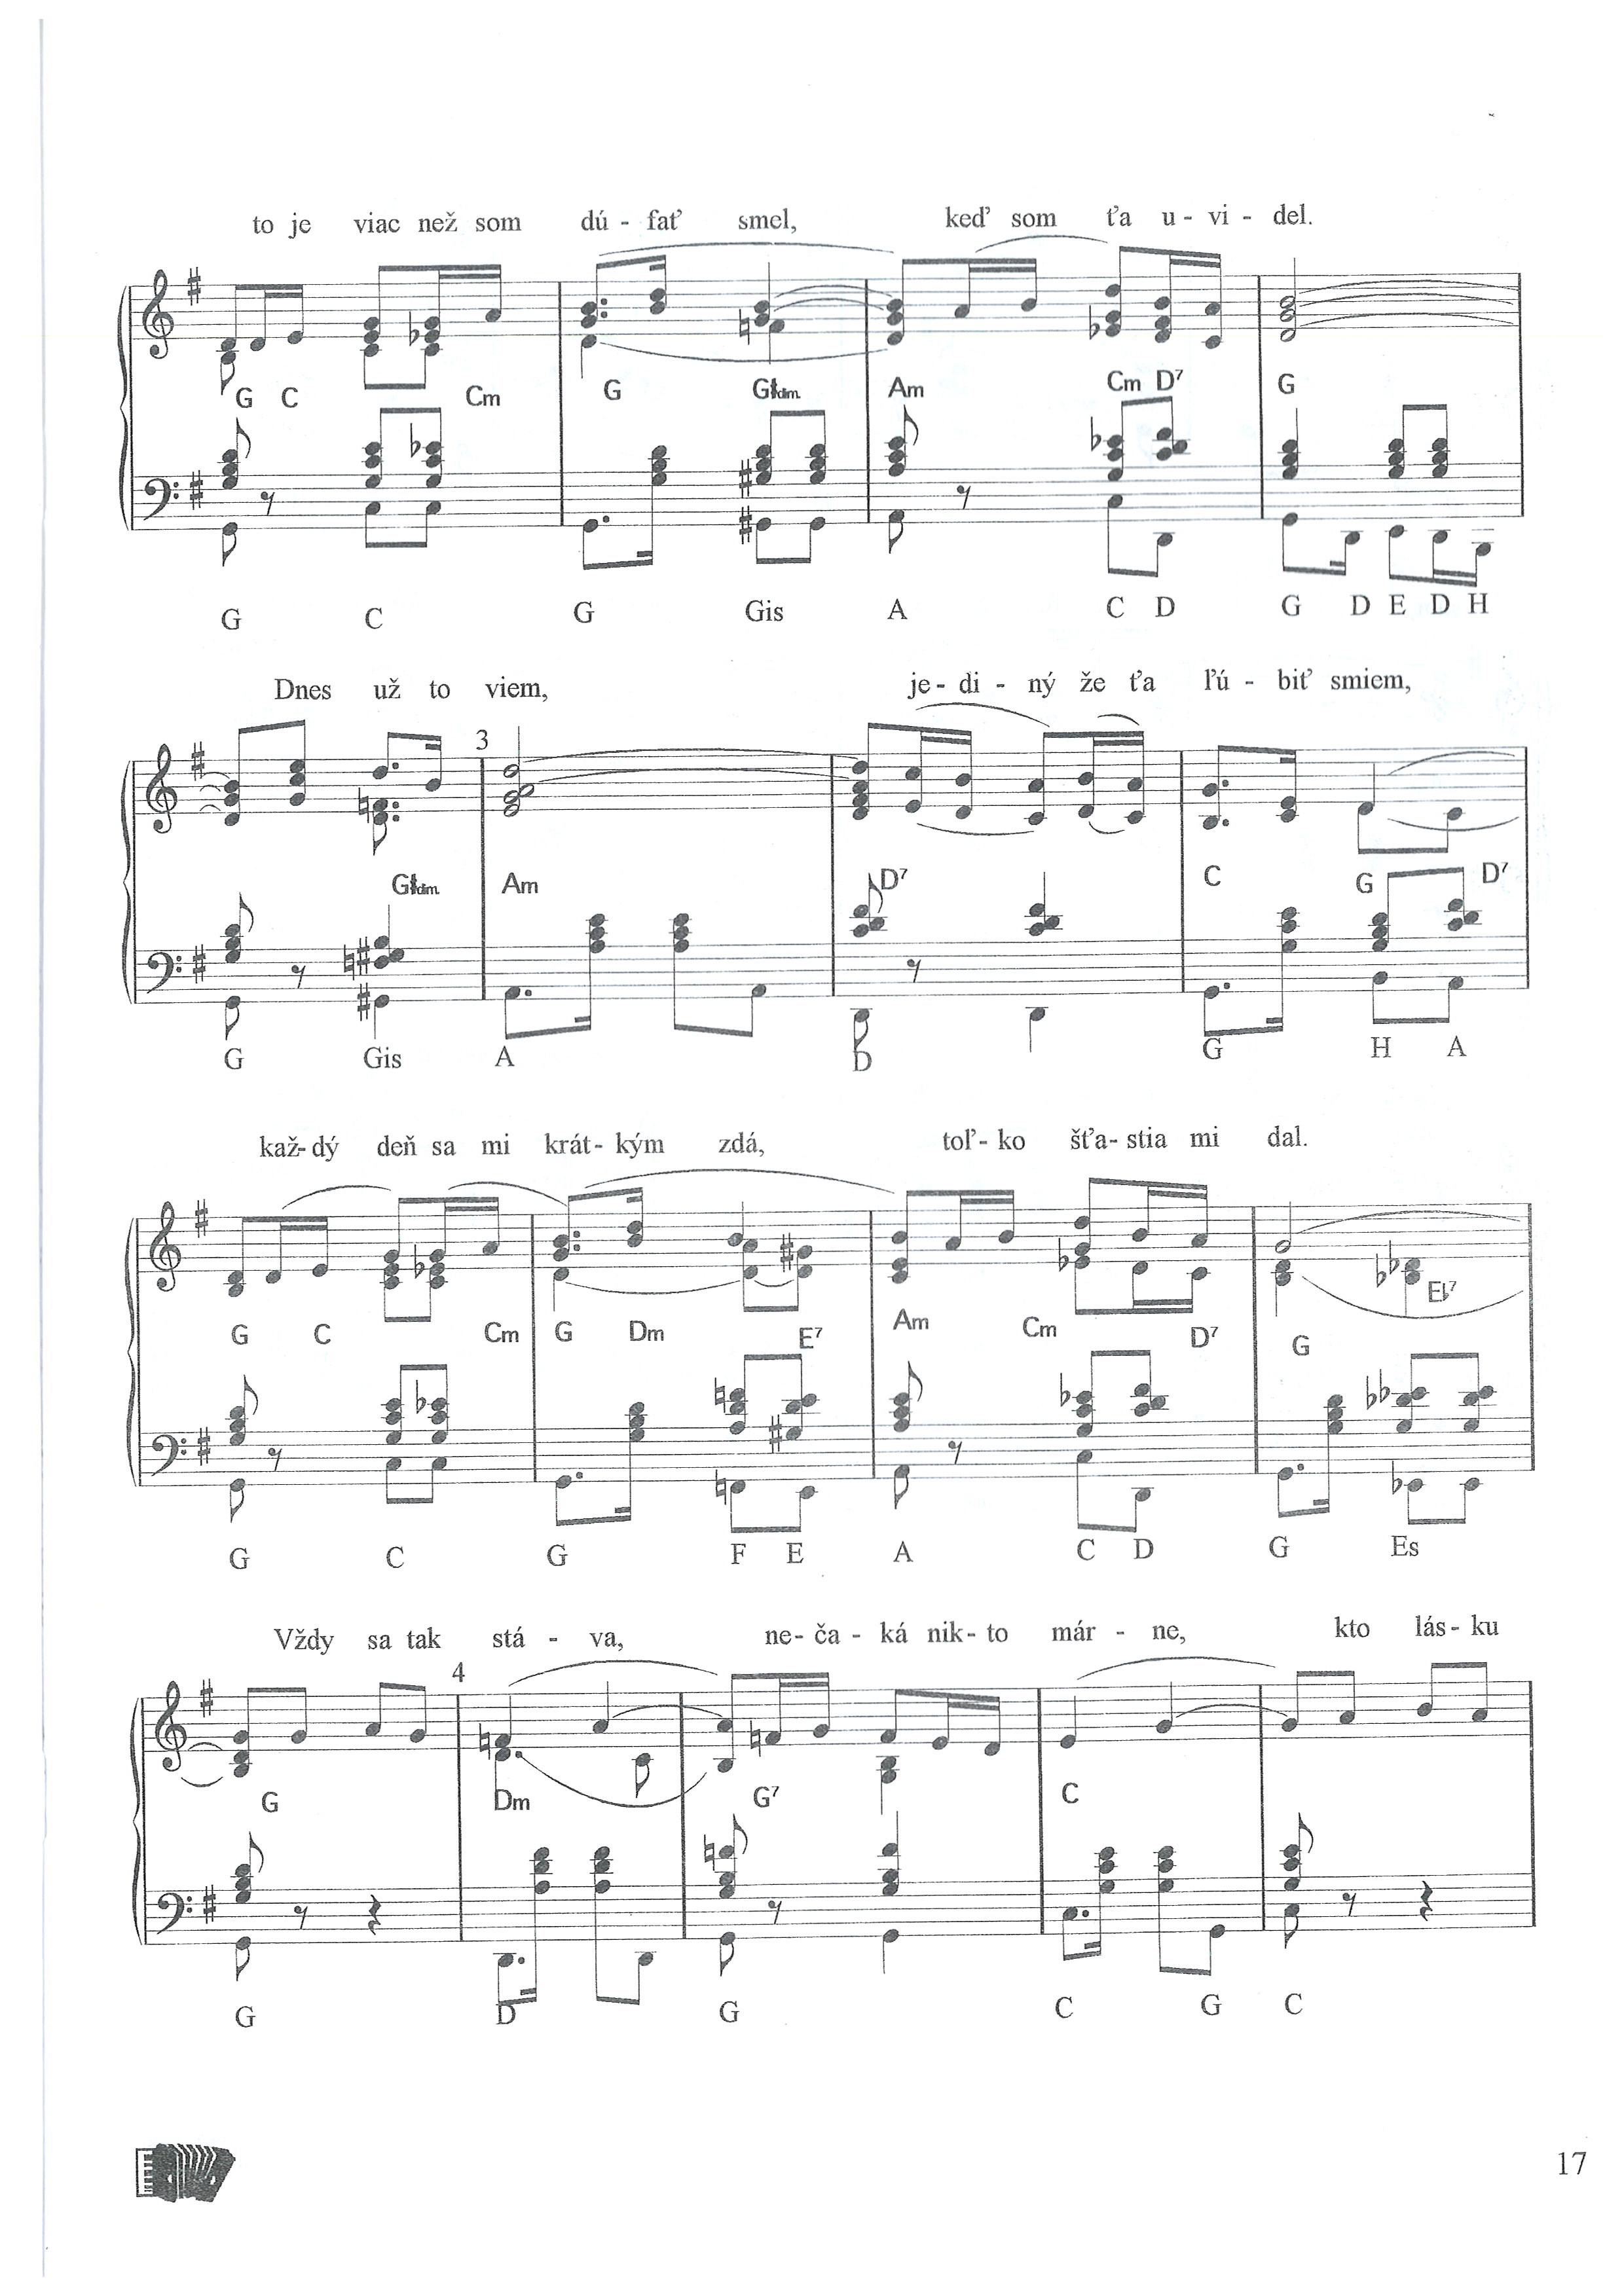 to je viac než som dú - fať smel, keď som ťa u - vi - del.
G C Cm G G#dim. Am Cm D7 G
G C G Gis A C D G D E D H
Dnes už to viem, je - di - ný že ťa ľú - biť smiem,
3
G#dim. Am D7 C G D7
G Gis A D G H A
kaž- dý deň sa mi krát- kým zdá, toľ- ko šťa- stia mi dal.
G C Cm G Dm E7 Am Cm D7 G Eb7
G C G F E A C D G Es
Vždy sa tak stá - va, ne- ča - ká nik- to már - ne, kto lás- ku
4
G Dm G7 C
G D G C G C
17